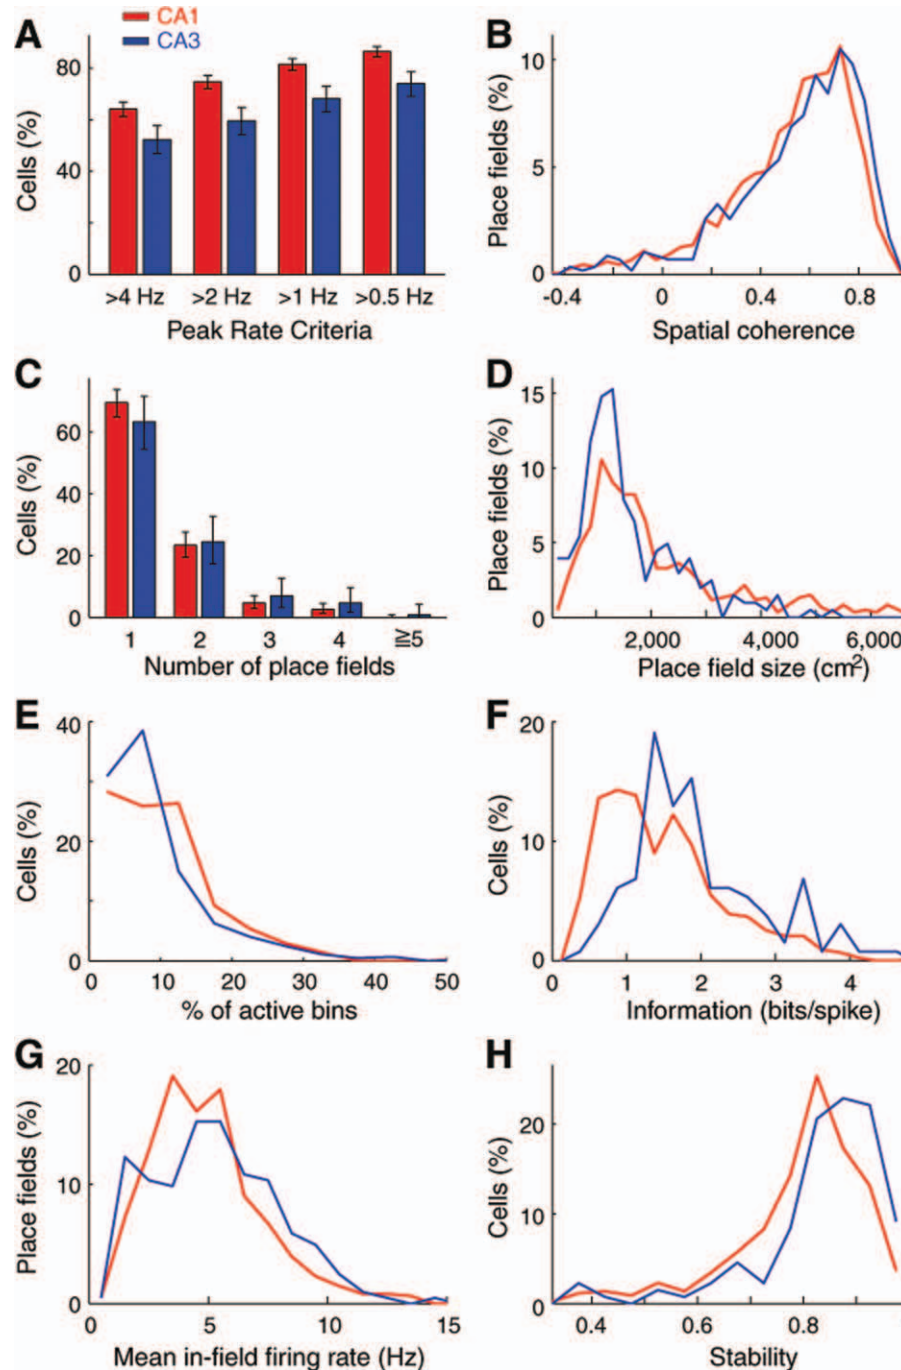 CA1
CA3
A
80
40
0
Cells (%)
>4 Hz >2 Hz >1 Hz >0.5 Hz
Peak Rate Criteria
B
10
5
0
Place fields (%)
-0.4 0 0.4 0.8
Spatial coherence
C
60
40
20
0
Cells (%)
1 2 3 4 ≧5
Number of place fields
D
15
10
5
0
Place fields (%)
2,000 4,000 6,000
Place field size (cm²)
E
40
20
0
Cells (%)
0 10 20 30 40 50
% of active bins
F
20
10
0
Cells (%)
0 1 2 3 4
Information (bits/spike)
G
20
10
0
Place fields (%)
0 5 10 15
Mean in-field firing rate (Hz)
H
20
10
0
Cells (%)
0.4 0.6 0.8
Stability